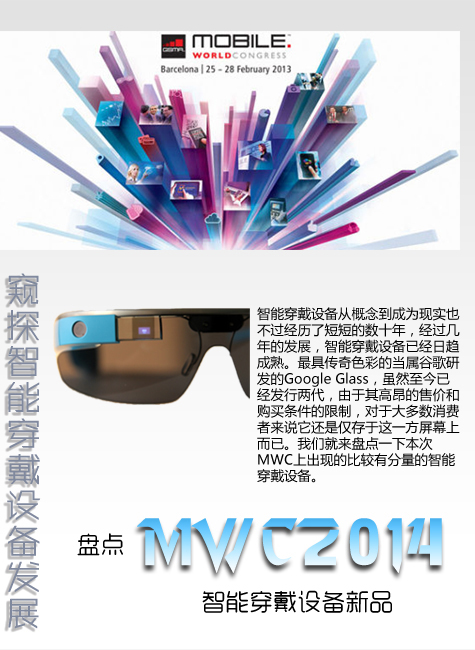 GSMA
MOBILE
WORLDCONGRESS
Barcelona | 25 – 28 February 2013
窥探智能穿戴设备发展
智能穿戴设备从概念到成为现实也
不过经历了短短的数十年，经过几
年的发展，智能穿戴设备已经日趋
成熟。最具传奇色彩的当属谷歌研
发的Google Glass，虽然至今已
经发行两代，由于其高昂的售价和
购买条件的限制，对于大多数消费
者来说它还是仅存于这一方屏幕上
而已。我们就来盘点一下本次
MWC上出现的比较有分量的智能
穿戴设备。
盘点 MWC2014
智能穿戴设备新品